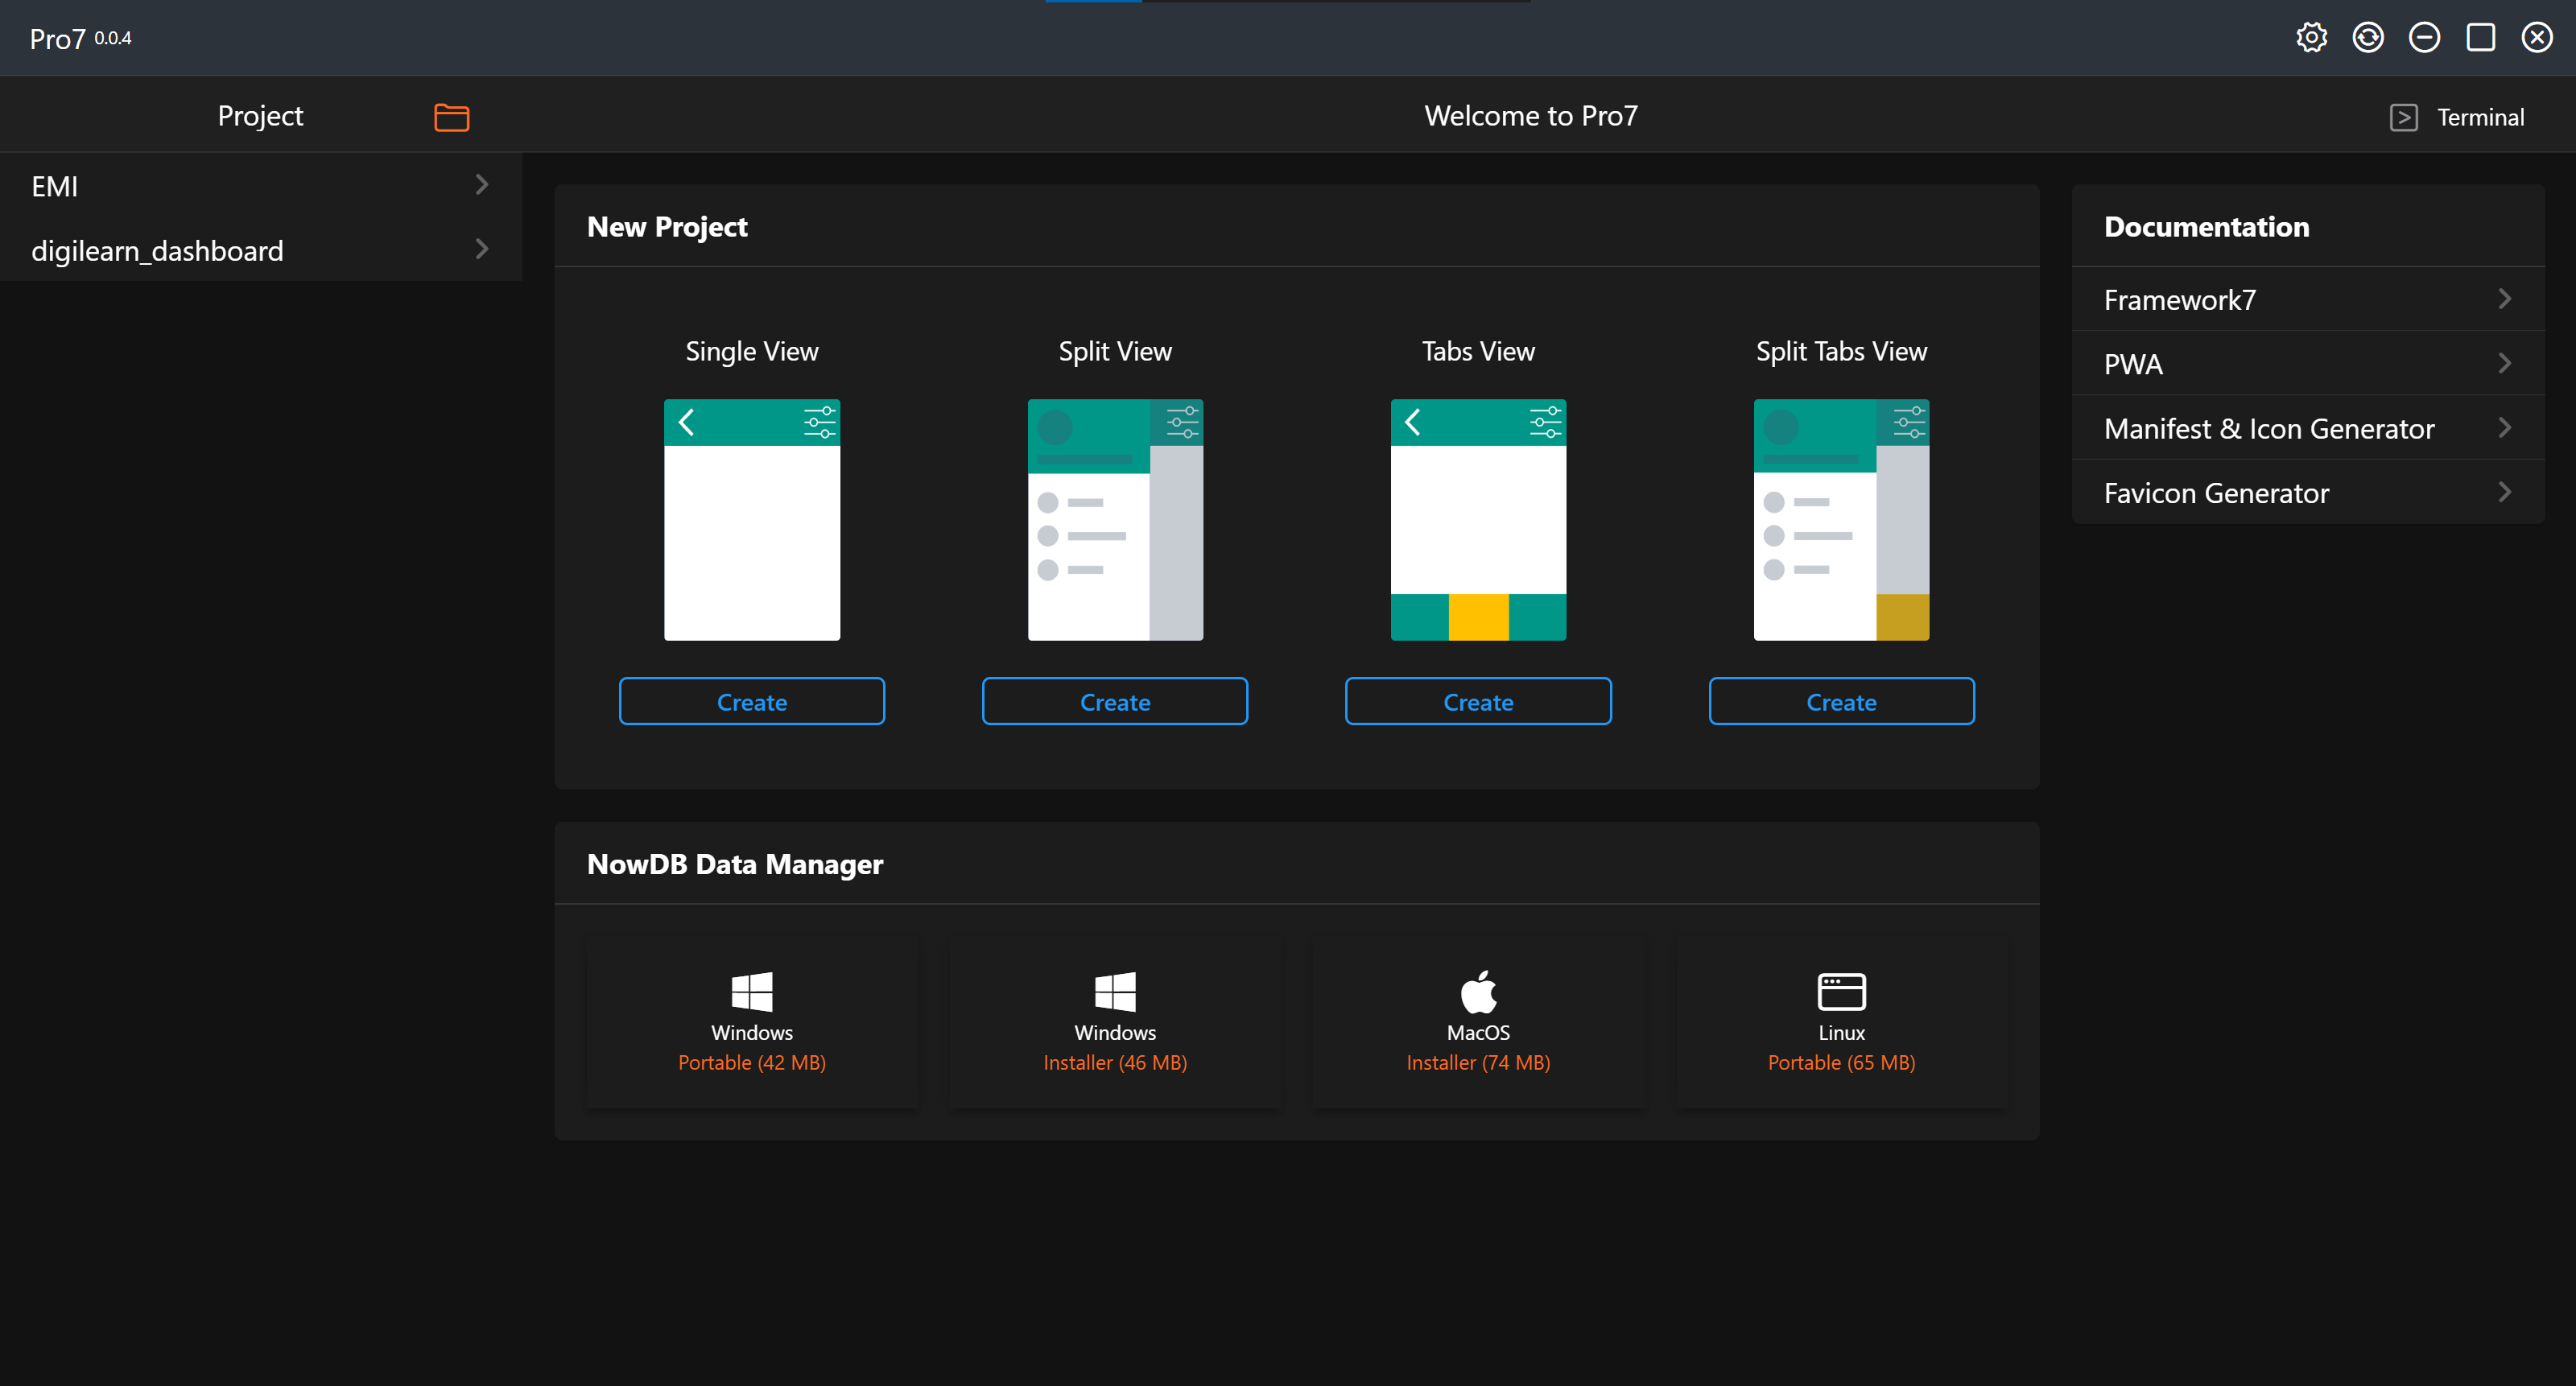 Pro7 0.0.4
Project
Welcome to Pro7
Terminal
EMI
digilearn_dashboard
New Project
Single View
Split View
Tabs View
Split Tabs View
Create
Create
Create
Create
NowDB Data Manager
Windows
Portable (42 MB)
Windows
Installer (46 MB)
MacOS
Installer (74 MB)
Linux
Portable (65 MB)
Documentation
Framework7
PWA
Manifest & Icon Generator
Favicon Generator